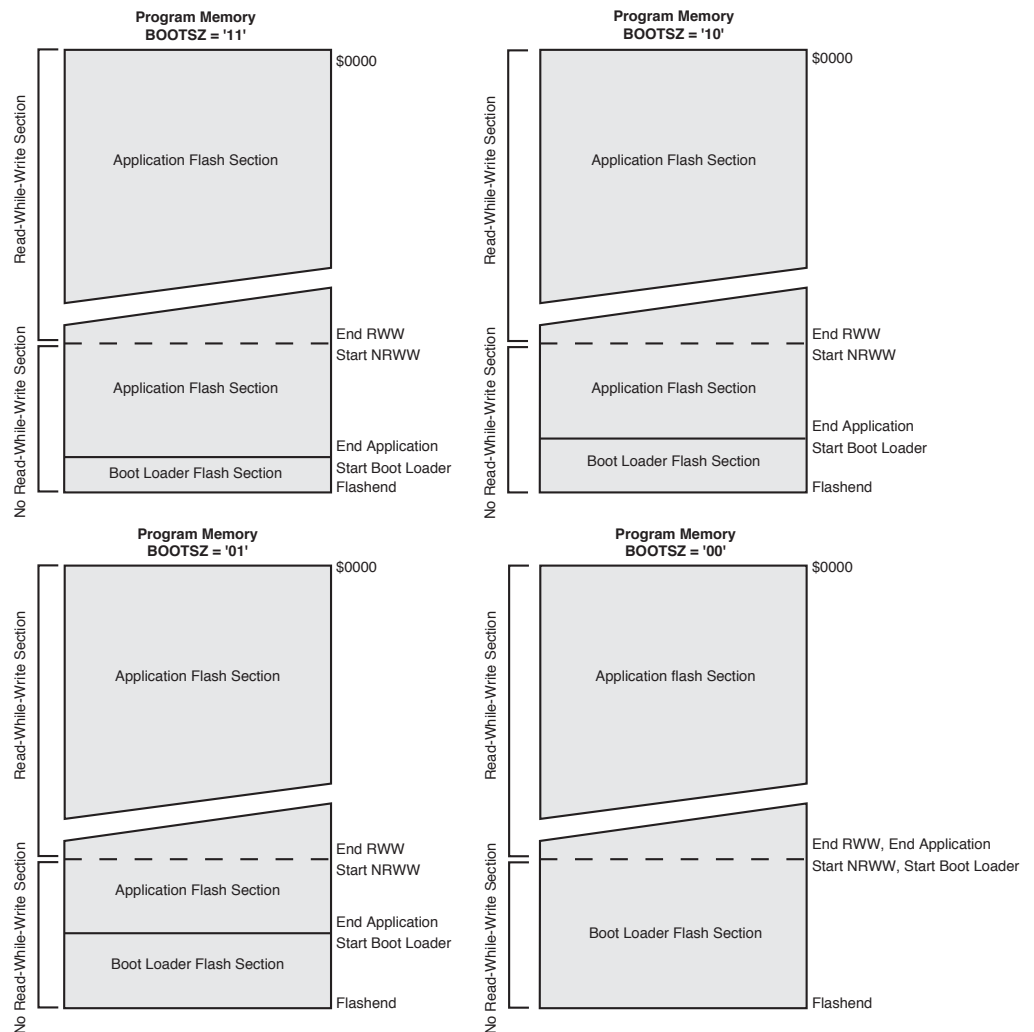 Program Memory
BOOTSZ = '11'
$0000
Read-While-Write Section
Application Flash Section
End RWW
Start NRWW
No Read-While-Write Section
Application Flash Section
End Application
Start Boot Loader
Boot Loader Flash Section
Flashend
Program Memory
BOOTSZ = '10'
$0000
Read-While-Write Section
Application Flash Section
End RWW
Start NRWW
No Read-While-Write Section
Application Flash Section
End Application
Start Boot Loader
Boot Loader Flash Section
Flashend
Program Memory
BOOTSZ = '01'
$0000
Read-While-Write Section
Application Flash Section
End RWW
Start NRWW
No Read-While-Write Section
Application Flash Section
End Application
Start Boot Loader
Boot Loader Flash Section
Flashend
Program Memory
BOOTSZ = '00'
$0000
Read-While-Write Section
Application flash Section
End RWW, End Application
Start NRWW, Start Boot Loader
No Read-While-Write Section
Boot Loader Flash Section
Flashend